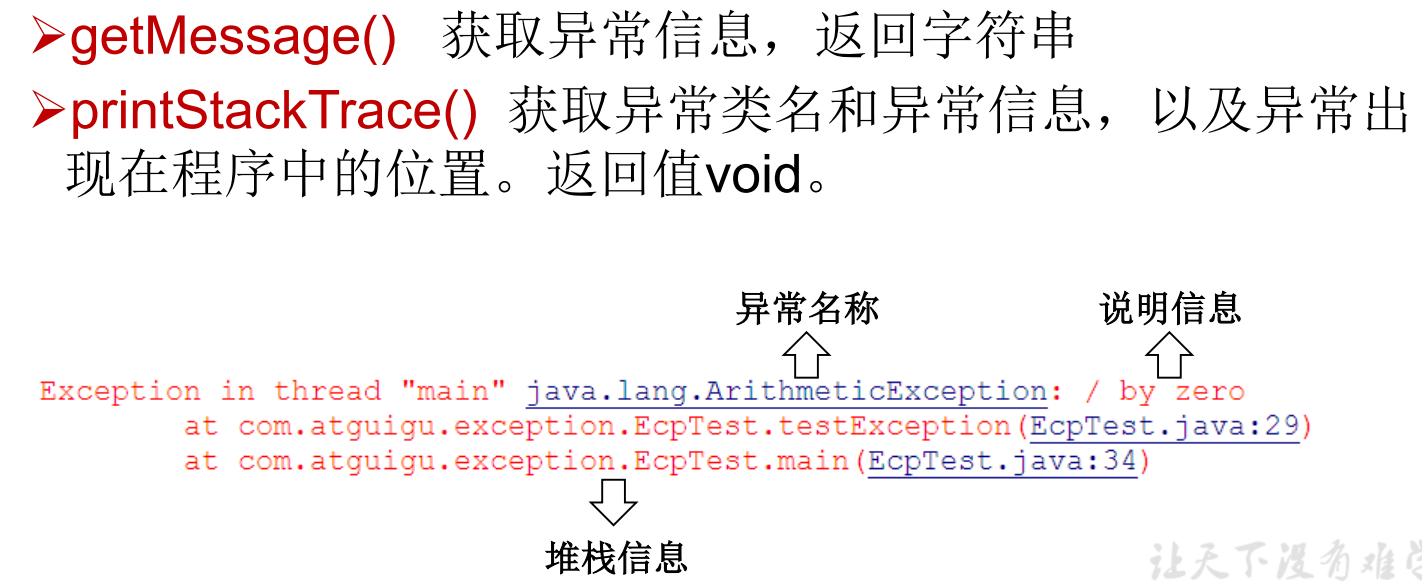 ➢getMessage() 获取异常信息，返回字符串
➢printStackTrace() 获取异常类名和异常信息，以及异常出
现在程序中的位置。返回值void。
异常名称 说明信息
Exception in thread "main" java.lang.ArithmeticException: / by zero
at com.atguigu.exception.EcpTest.testException(EcpTest.java:29)
at com.atguigu.exception.EcpTest.main(EcpTest.java:34)
堆栈信息
让天下没有难学